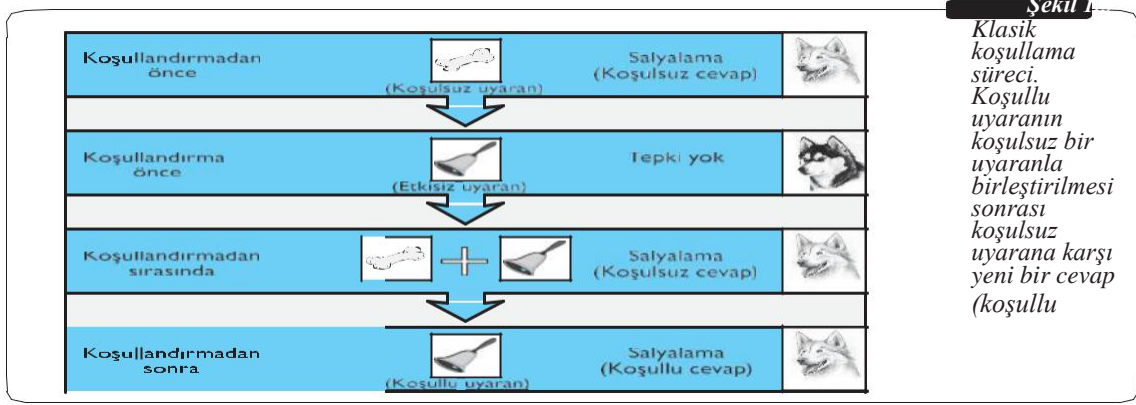 Şekil
Klasik
koşullama
süreci.
Koşullu
uyaranın
koşulsuz bir
uyaranla
birleştirilmesi
sonrası
koşulsuz
uyarana karşı
yeni bir cevap
(koşullu
Koşullandırmadan
önce
(Koşulsuz uyaran)
Salyalama
(Koşulsuz cevap)
Koşullandırma
önce
(Etkisiz uyaran)
Tepki yok
Koşullandırmadan
sırasında
Salyalama
(Koşulsuz cevap)
Koşullandırmadan
sonra
(Koşullu uyaran)
Salyalama
(Koşullu cevap)